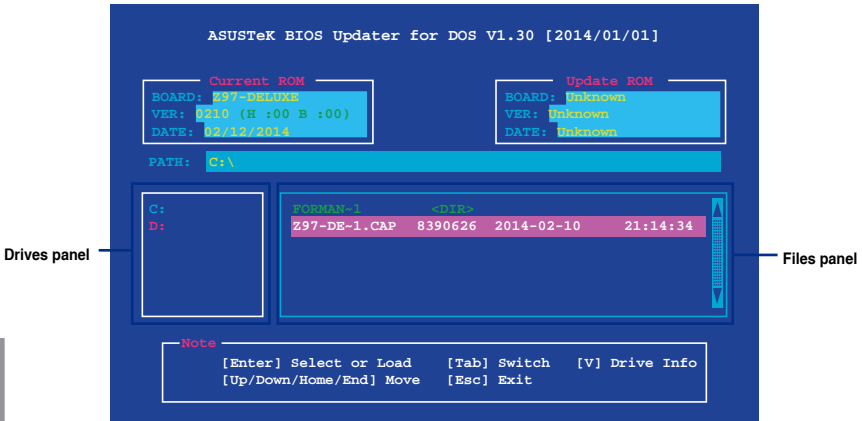 ASUSTeK BIOS Updater for DOS V1.30 [2014/01/01]
Current ROM
BOARD: Z97-DELUXE
VER: 0210 (H :00 B :00)
DATE: 02/12/2014
Update ROM
BOARD: Unknown
VER: Unknown
DATE: Unknown
PATH: C:\
Drives panel
C:
D:
FORMAN~1 <DIR>
Z97-DE~1.CAP 8390626 2014-02-10 21:14:34
Files panel
Note
[Enter] Select or Load [Tab] Switch [V] Drive Info
[Up/Down/Home/End] Move [Esc] Exit